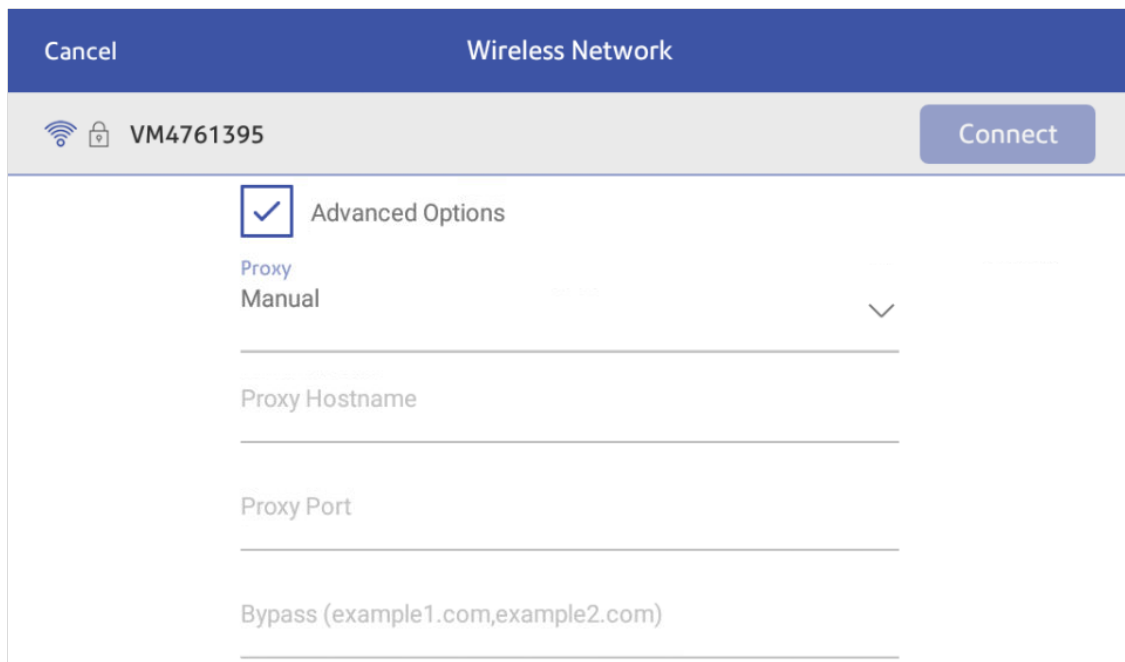 Cancel
Wireless Network
VM4761395
Connect
Advanced Options
Proxy
Manual
Proxy Hostname
Proxy Port
Bypass (example1.com,example2.com)